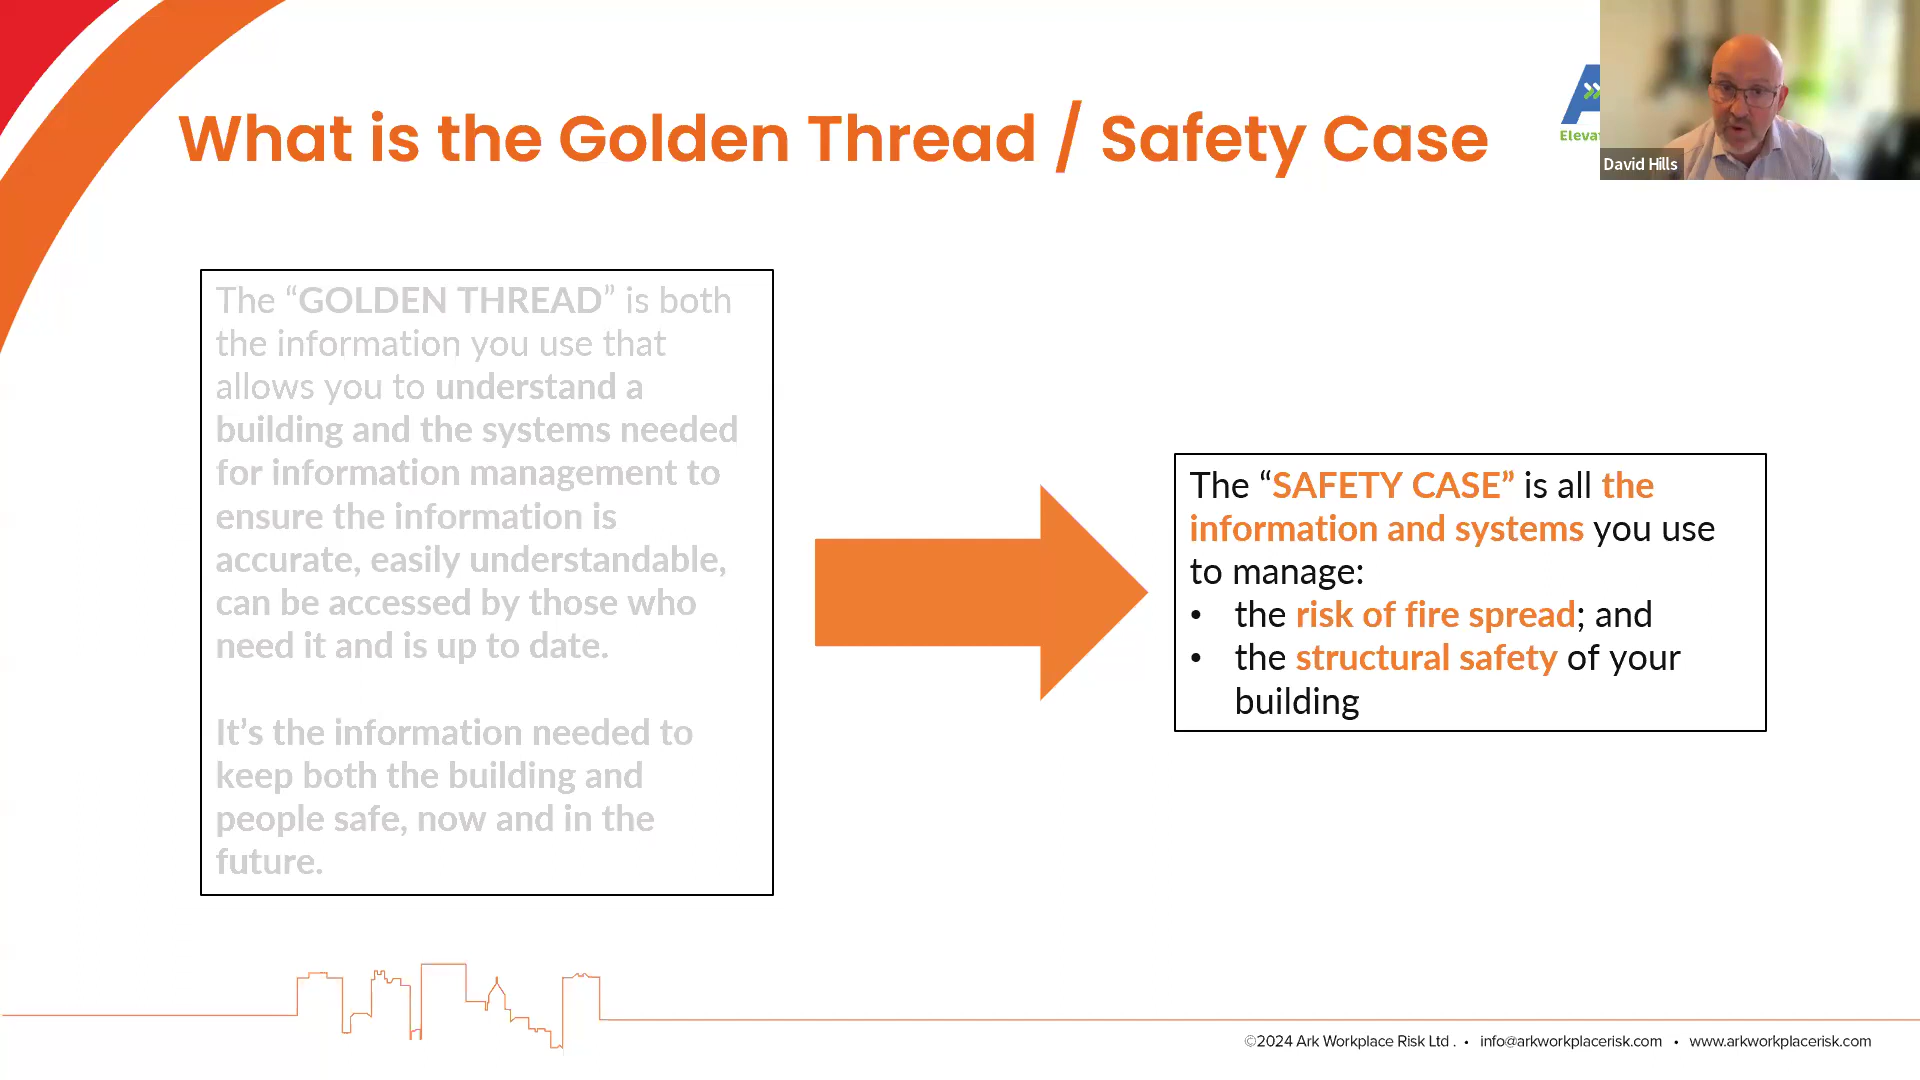 What is the Golden Thread / Safety Case
Eleva
David Hills
The “GOLDEN THREAD” is both
the information you use that
allows you to understand a
building and the systems needed
for information management to
ensure the information is
accurate, easily understandable,
can be accessed by those who
need it and is up to date.
It’s the information needed to
keep both the building and
people safe, now and in the
future.
The “SAFETY CASE” is all the
information and systems you use
to manage:
• the risk of fire spread; and
• the structural safety of your
building
©2024 Ark Workplace Risk Ltd . • info@arkworkplacerisk.com • www.arkworkplacerisk.com